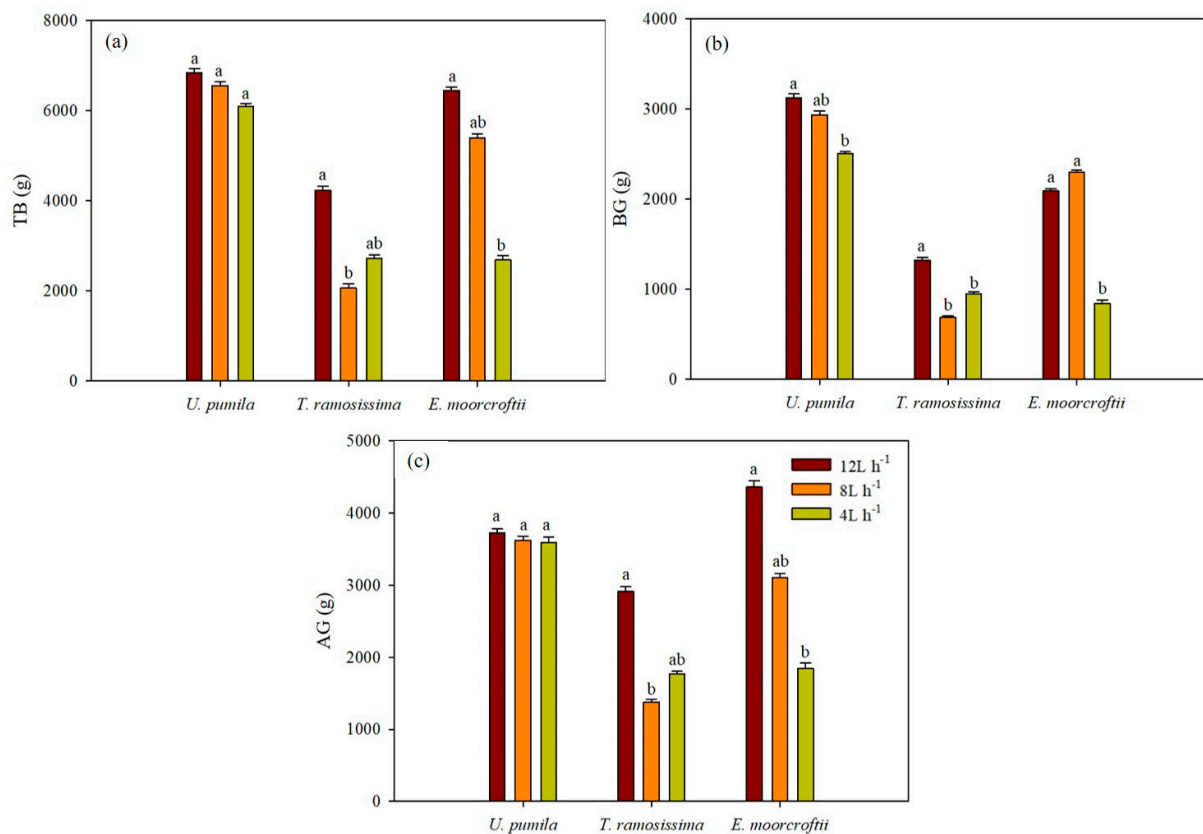 (a)
8000
6000
4000
2000
0
TB (g)
a
a
a
a
b
ab
a
ab
b
U. pumila T. ramosissima E. moorcroftii
(b)
4000
3000
2000
1000
0
BG (g)
a
ab
b
a
b
b
a
a
b
U. pumila T. ramosissima E. moorcroftii
(c)
5000
4000
3000
2000
1000
0
AG (g)
a
a
a
a
b
ab
a
ab
b
12L h⁻¹
8L h⁻¹
4L h⁻¹
U. pumila T. ramosissima E. moorcroftii